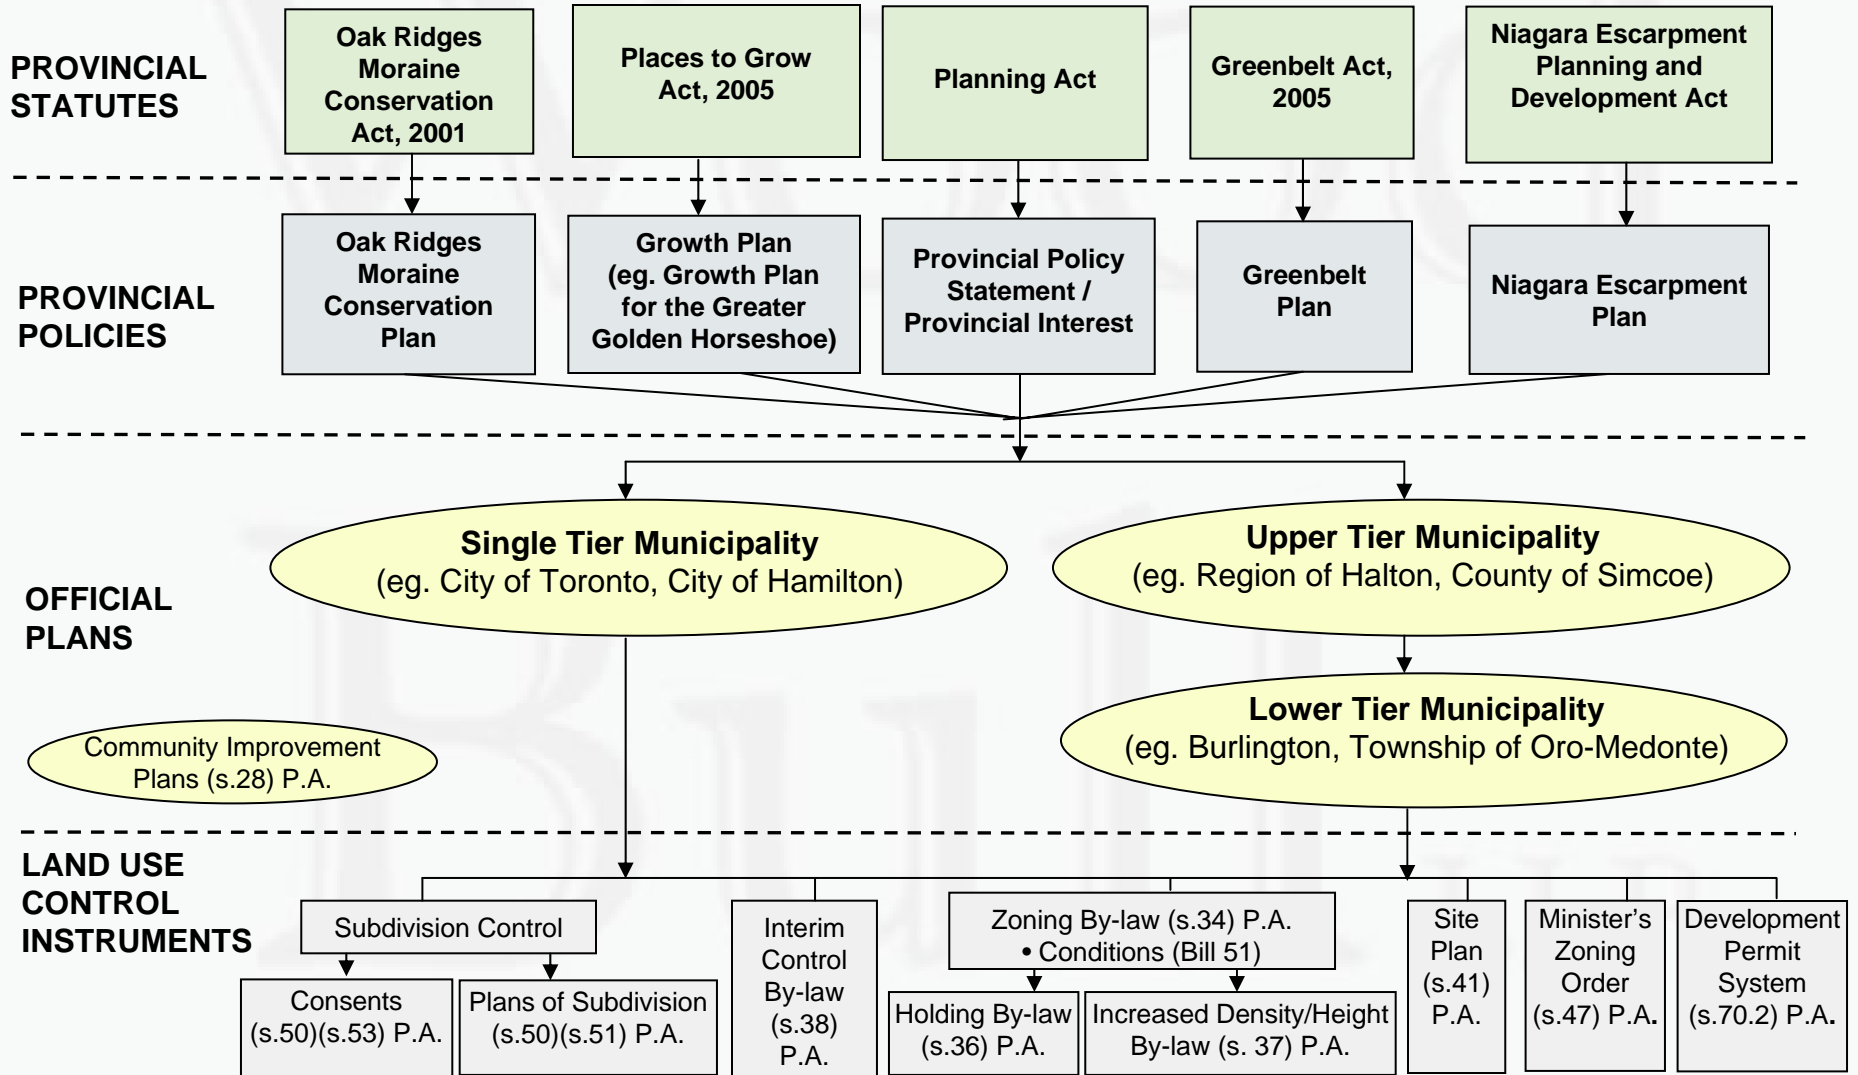 PROVINCIAL
STATUTES
Oak Ridges
Moraine
Conservation
Act, 2001
Places to Grow
Act, 2005
Planning Act
Greenbelt Act,
2005
Niagara Escarpment
Planning and
Development Act
PROVINCIAL
POLICIES
Oak Ridges
Moraine
Conservation
Plan
Growth Plan
(eg. Growth Plan
for the Greater
Golden Horseshoe)
Provincial Policy
Statement /
Provincial Interest
Greenbelt
Plan
Niagara Escarpment
Plan
OFFICIAL
PLANS
Single Tier Municipality
(eg. City of Toronto, City of Hamilton)
Upper Tier Municipality
(eg. Region of Halton, County of Simcoe)
Lower Tier Municipality
(eg. Burlington, Township of Oro-Medonte)
Community Improvement
Plans (s.28) P.A.
LAND USE
CONTROL
INSTRUMENTS
Subdivision Control
Consents
(s.50)(s.53) P.A.
Plans of Subdivision
(s.50)(s.51) P.A.
Interim
Control
By-law
(s.38)
P.A.
Zoning By-law (s.34) P.A.
• Conditions (Bill 51)
Holding By-law
(s.36) P.A.
Increased Density/Height
By-law (s. 37) P.A.
Site
Plan
(s.41)
P.A.
Minister's
Zoning
Order
(s.47) P.A.
Development
Permit
System
(s.70.2) P.A.